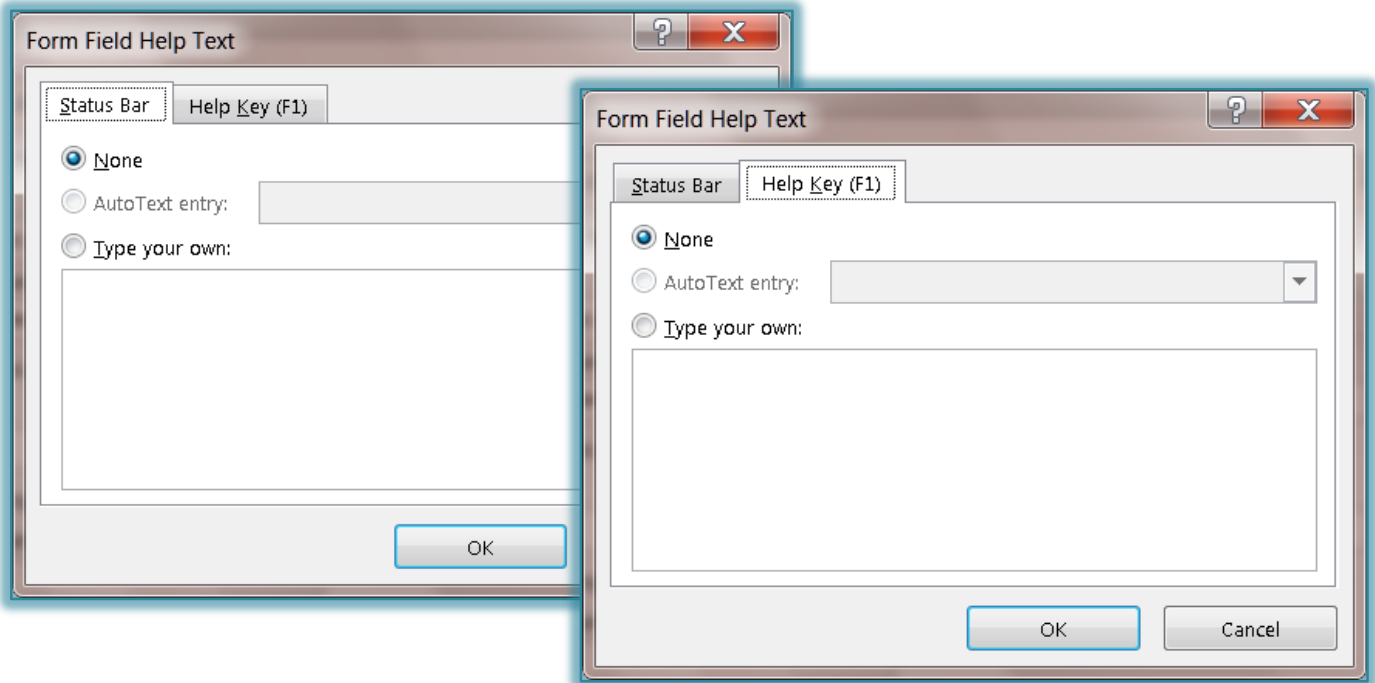 Form Field Help Text
Status Bar Help Key (F1)
None
AutoText entry:
Type your own:
OK
Form Field Help Text
Status Bar Help Key (F1)
None
AutoText entry:
Type your own:
OK Cancel